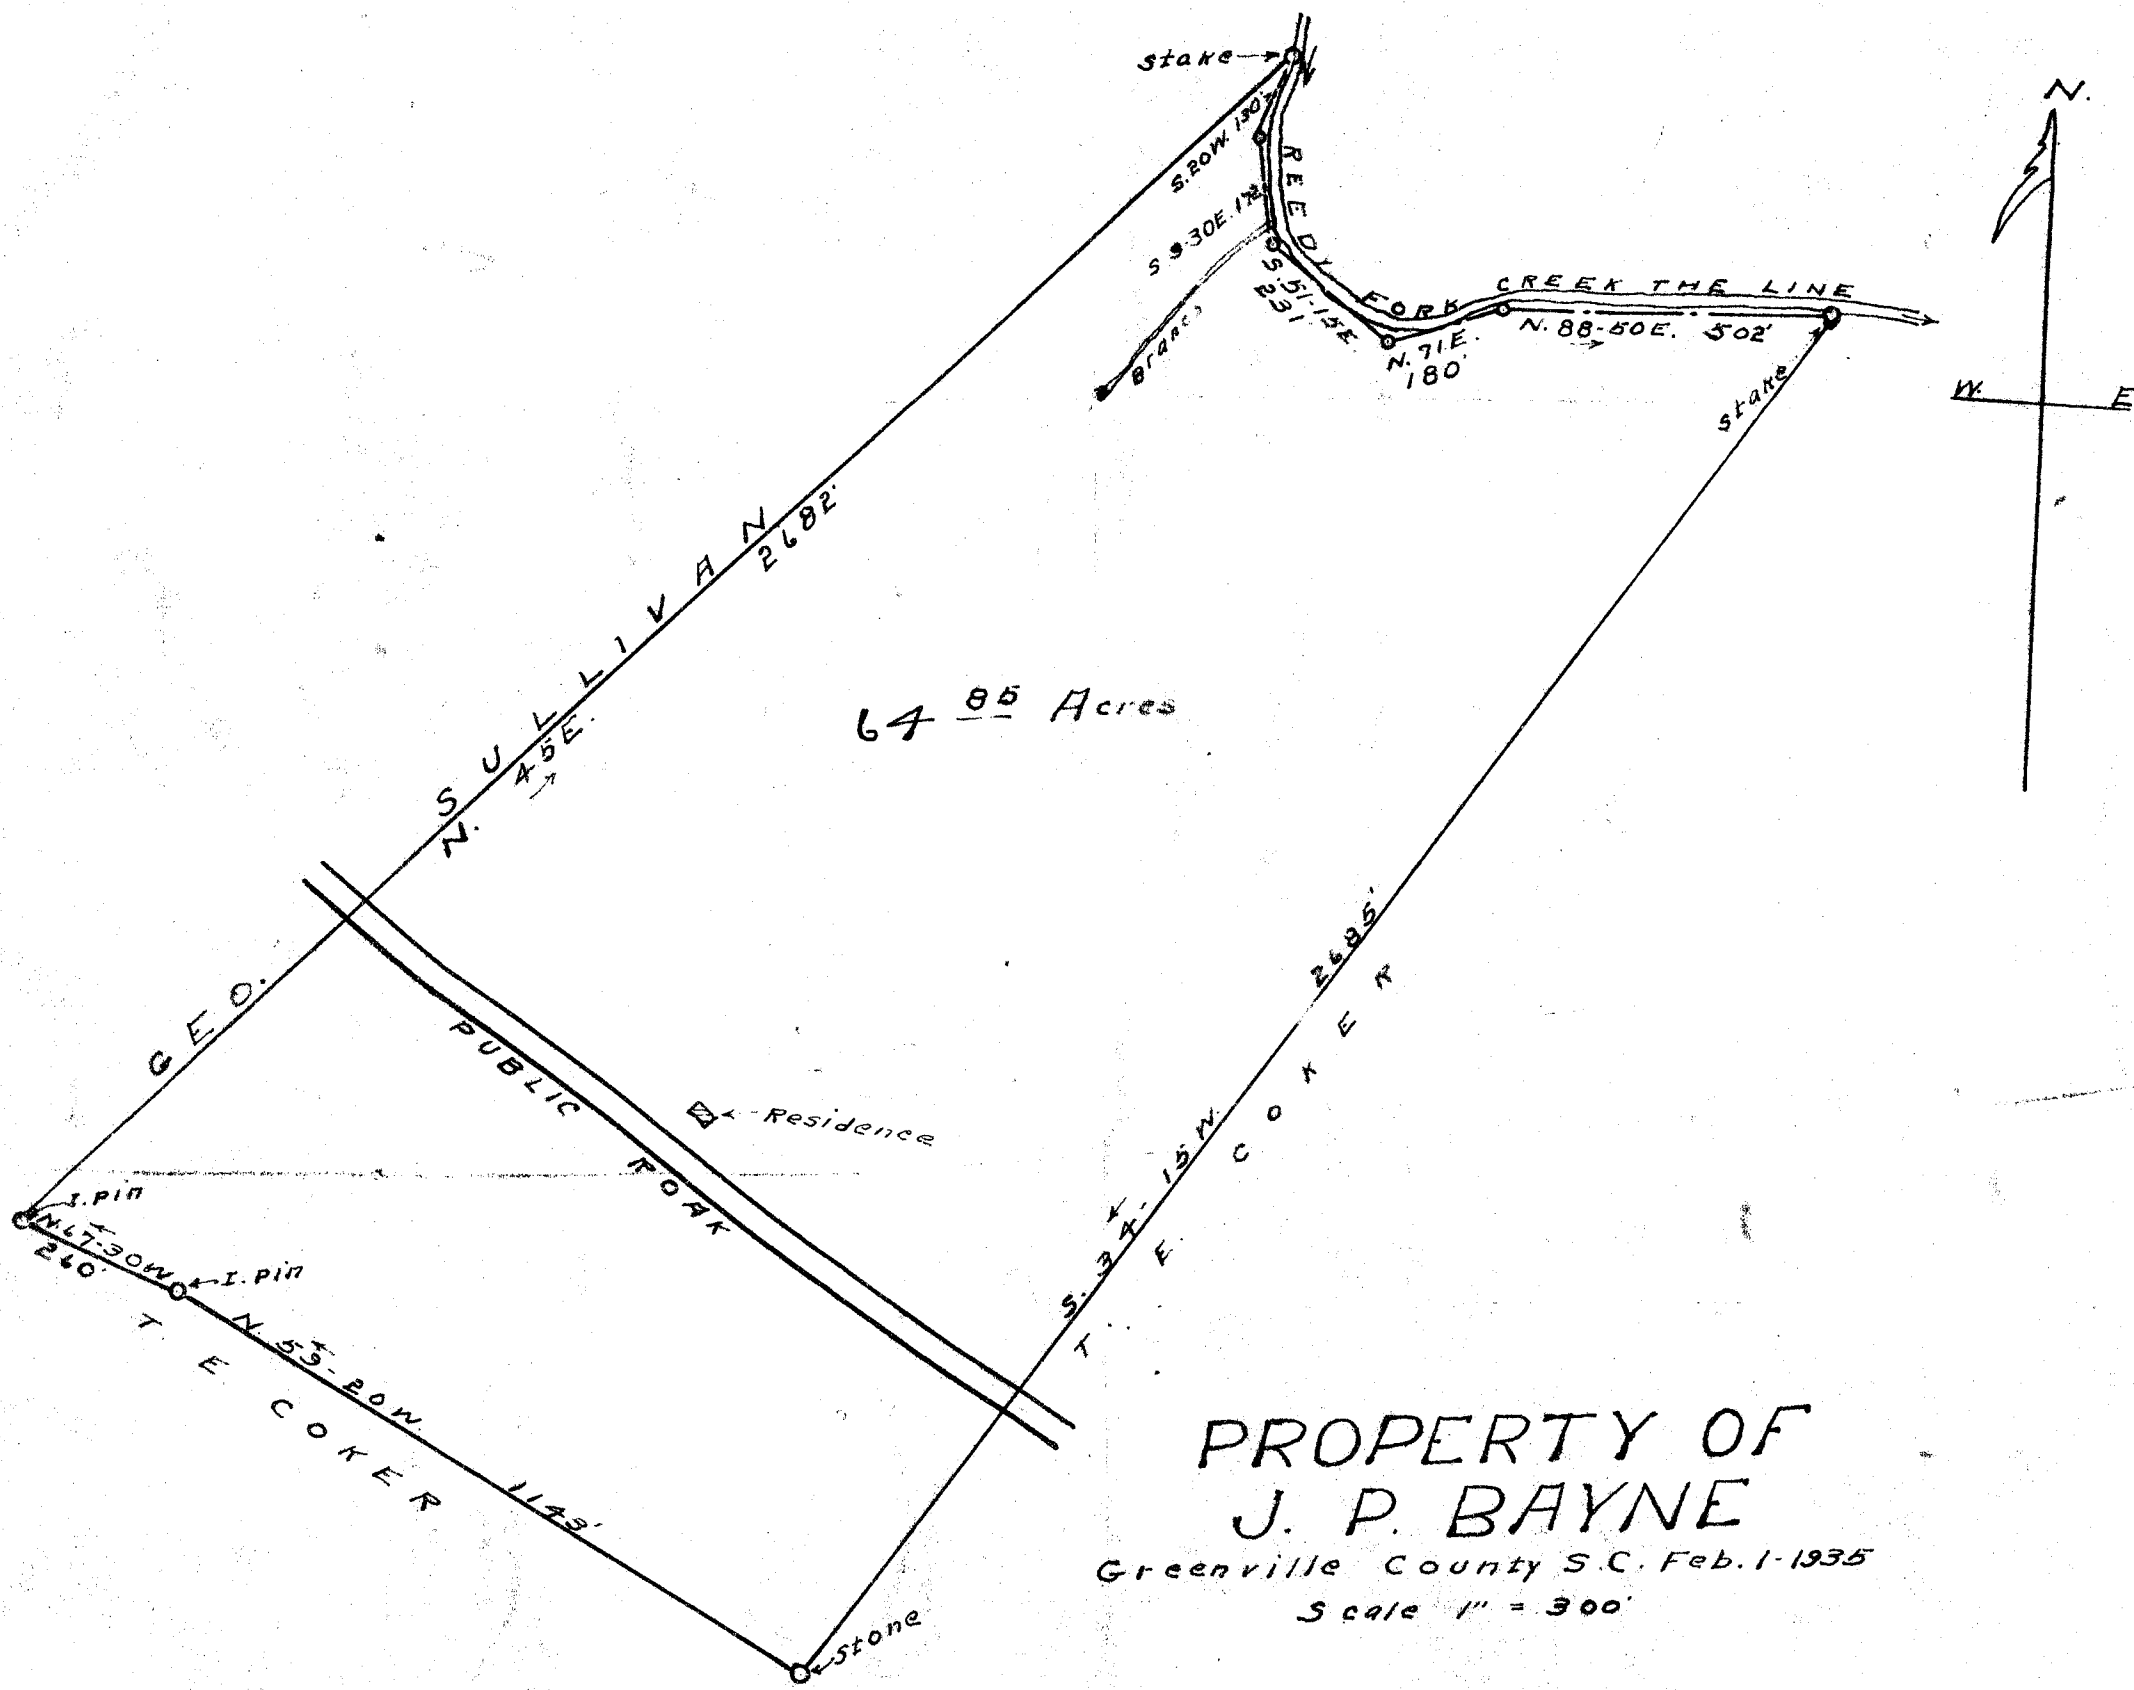 stake
N.
S. 20W. 130'
REEDY FORK CREEK THE LINE
S 9-30E. 172
S. 51-15E.
231'
N. 71E.
180'
N. 88-50E. 502'
Branch
stake
W. E
GEO. SULLIVAN
N. 45E. 2682'
64 85 Acres
S. 34-15W. 2685'
T. E. COKER
PUBLIC ROAK
Residence
I. Pin
N. 67-30W
260'
I. Pin
N. 53-20W. 1143'
T E COKER
Stone
PROPERTY OF
J. P. BAYNE
Greenville County S.C. Feb. 1-1935
Scale 1" = 300'